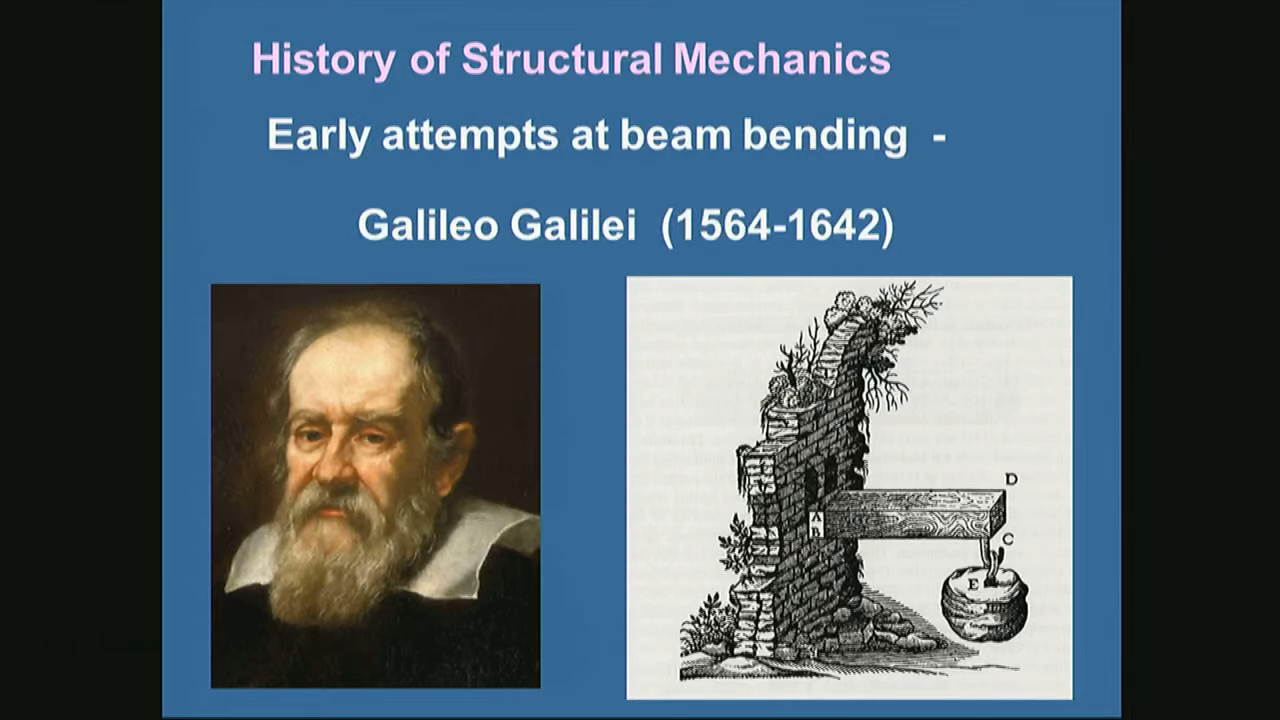 History of Structural Mechanics
Early attempts at beam bending -
Galileo Galilei (1564-1642)
D
A
B
C
E